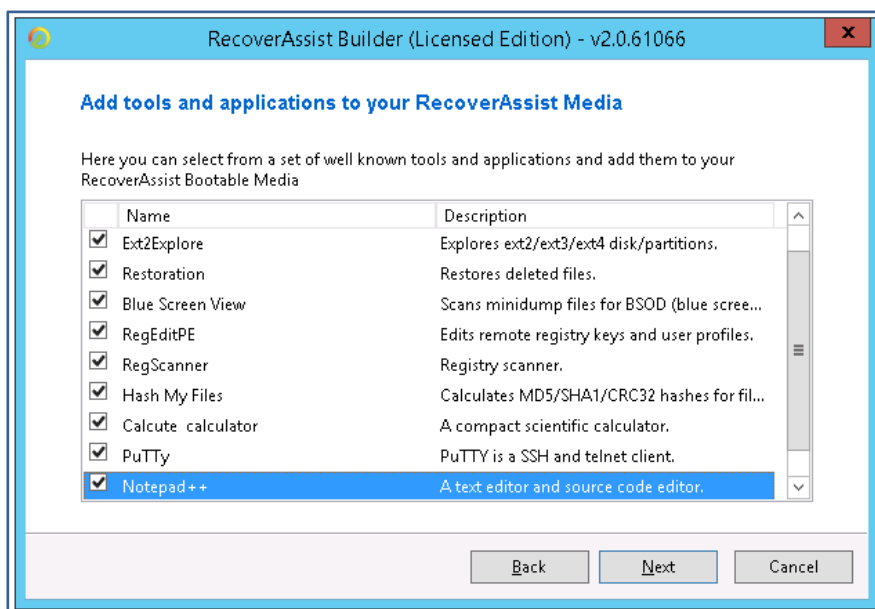 RecoverAssist Builder (Licensed Edition) - v2.0.61066
x
Add tools and applications to your RecoverAssist Media
Here you can select from a set of well known tools and applications and add them to your
RecoverAssist Bootable Media
Name Description
Ext2Explore Explores ext2/ext3/ext4 disk/partitions.
Restoration Restores deleted files.
Blue Screen View Scans minidump files for BSOD (blue scree...
RegEditPE Edits remote registry keys and user profiles.
RegScanner Registry scanner.
Hash My Files Calculates MD5/SHA1/CRC32 hashes for fil...
Calcute calculator A compact scientific calculator.
PuTTy PuTTY is a SSH and telnet client.
Notepad++ A text editor and source code editor.
Back Next Cancel